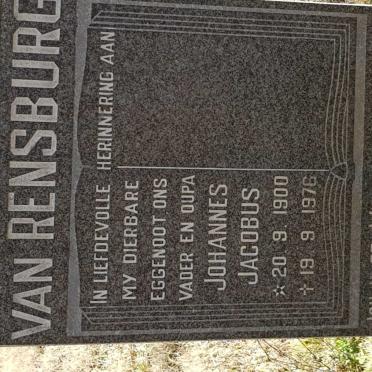 VAN RENSBURG
IN LIEFDEVOLLE HERINNERING AAN
MY DIERBARE
EGGENOOT ONS
VADER EN OUPA
JOHANNES
JACOBUS
☆ 20 9 1900
✝ 19 9 1976